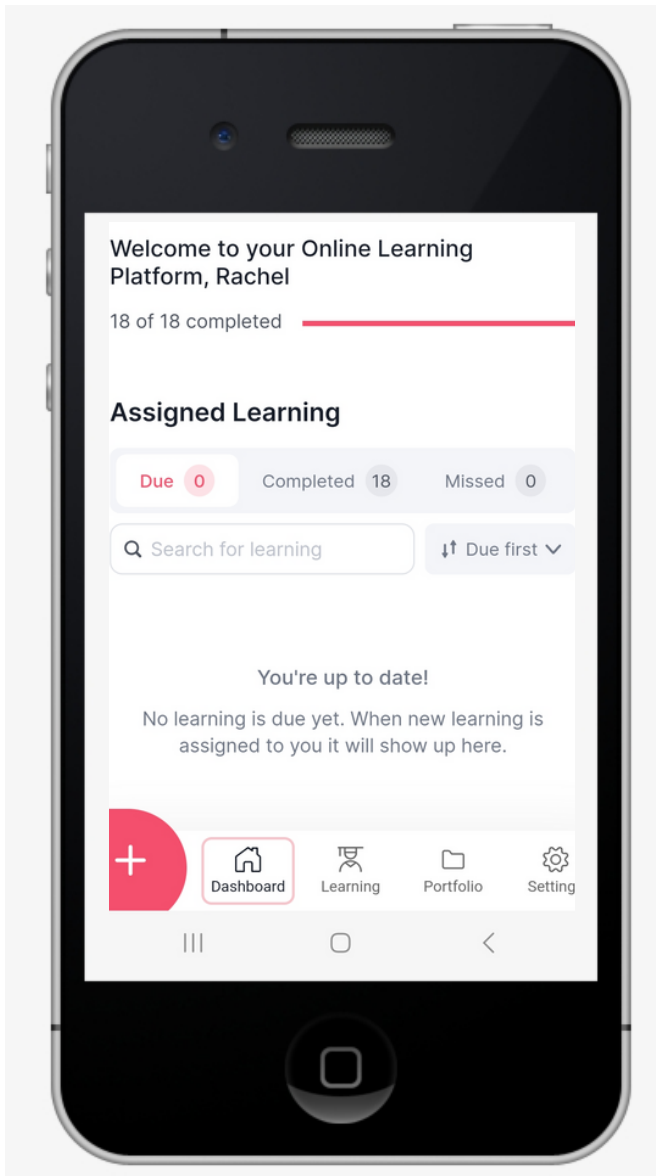 Welcome to your Online Learning
Platform, Rachel
18 of 18 completed
Assigned Learning
Due 0 Completed 18 Missed 0
Search for learning Due first
You're up to date!
No learning is due yet. When new learning is
assigned to you it will show up here.
Dashboard Learning Portfolio Setting